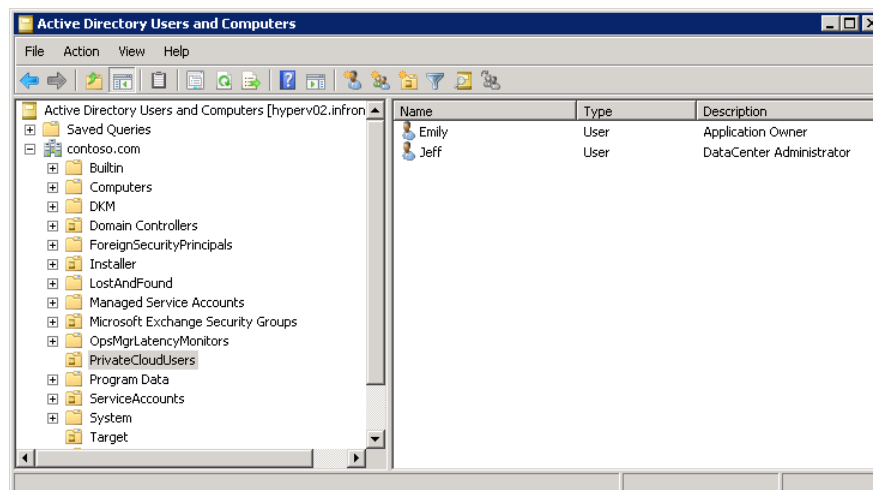 Active Directory Users and Computers
File Action View Help
Active Directory Users and Computers [hyperv02.infron
Saved Queries
contoso.com
Builtin
Computers
DKM
Domain Controllers
ForeignSecurityPrincipals
Installer
LostAndFound
Managed Service Accounts
Microsoft Exchange Security Groups
OpsMgrLatencyMonitors
PrivateCloudUsers
Program Data
ServiceAccounts
System
Target
Name Type Description
Emily User Application Owner
Jeff User DataCenter Administrator